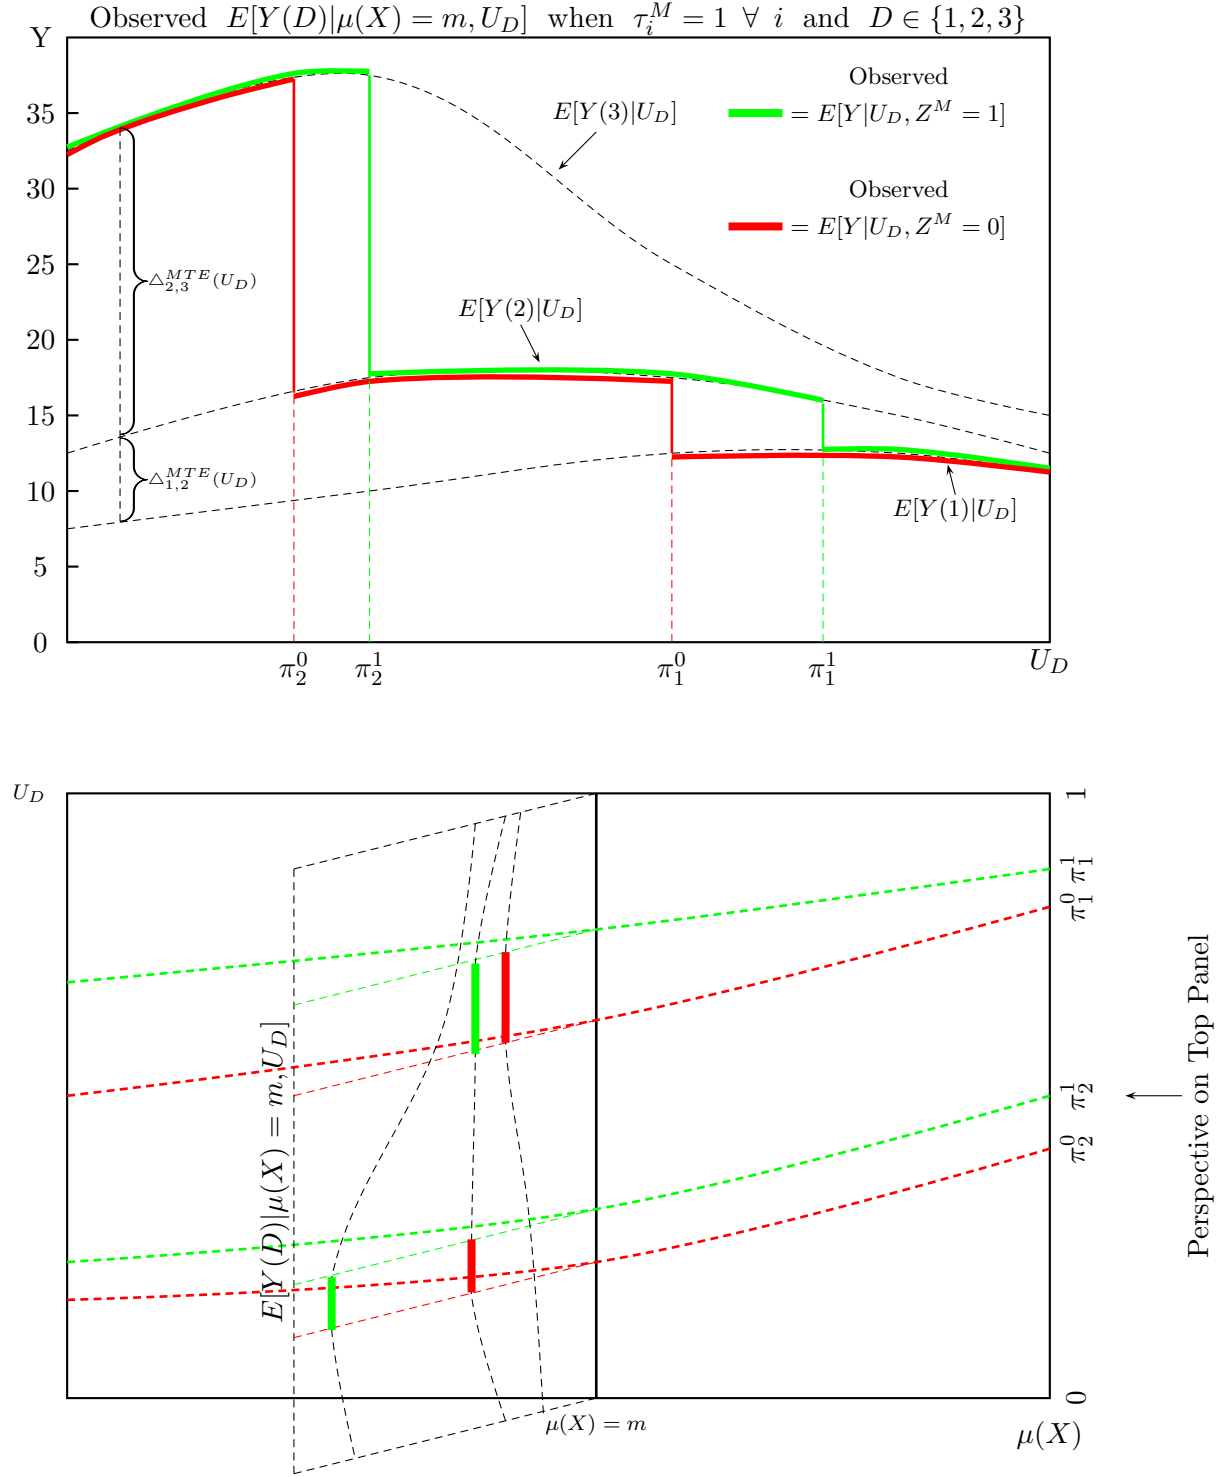 Observed E[Y(D)|μ(X) = m, U_D] when τ_i^M = 1 ∀ i and D ∈ {1, 2, 3}
Y
35
30
25
20
15
10
5
0
Observed
= E[Y|U_D, Z^M = 1]
Observed
= E[Y|U_D, Z^M = 0]
E[Y(3)|U_D]
E[Y(2)|U_D]
E[Y(1)|U_D]
△_{2,3}^{MTE}(U_D)
△_{1,2}^{MTE}(U_D)
π_2^0
π_2^1
π_1^0
π_1^1
U_D
U_D
1
π_1^1
π_1^0
π_2^1
π_2^0
0
E[Y(D)|μ(X) = m, U_D]
Perspective on Top Panel
μ(X) = m
μ(X)